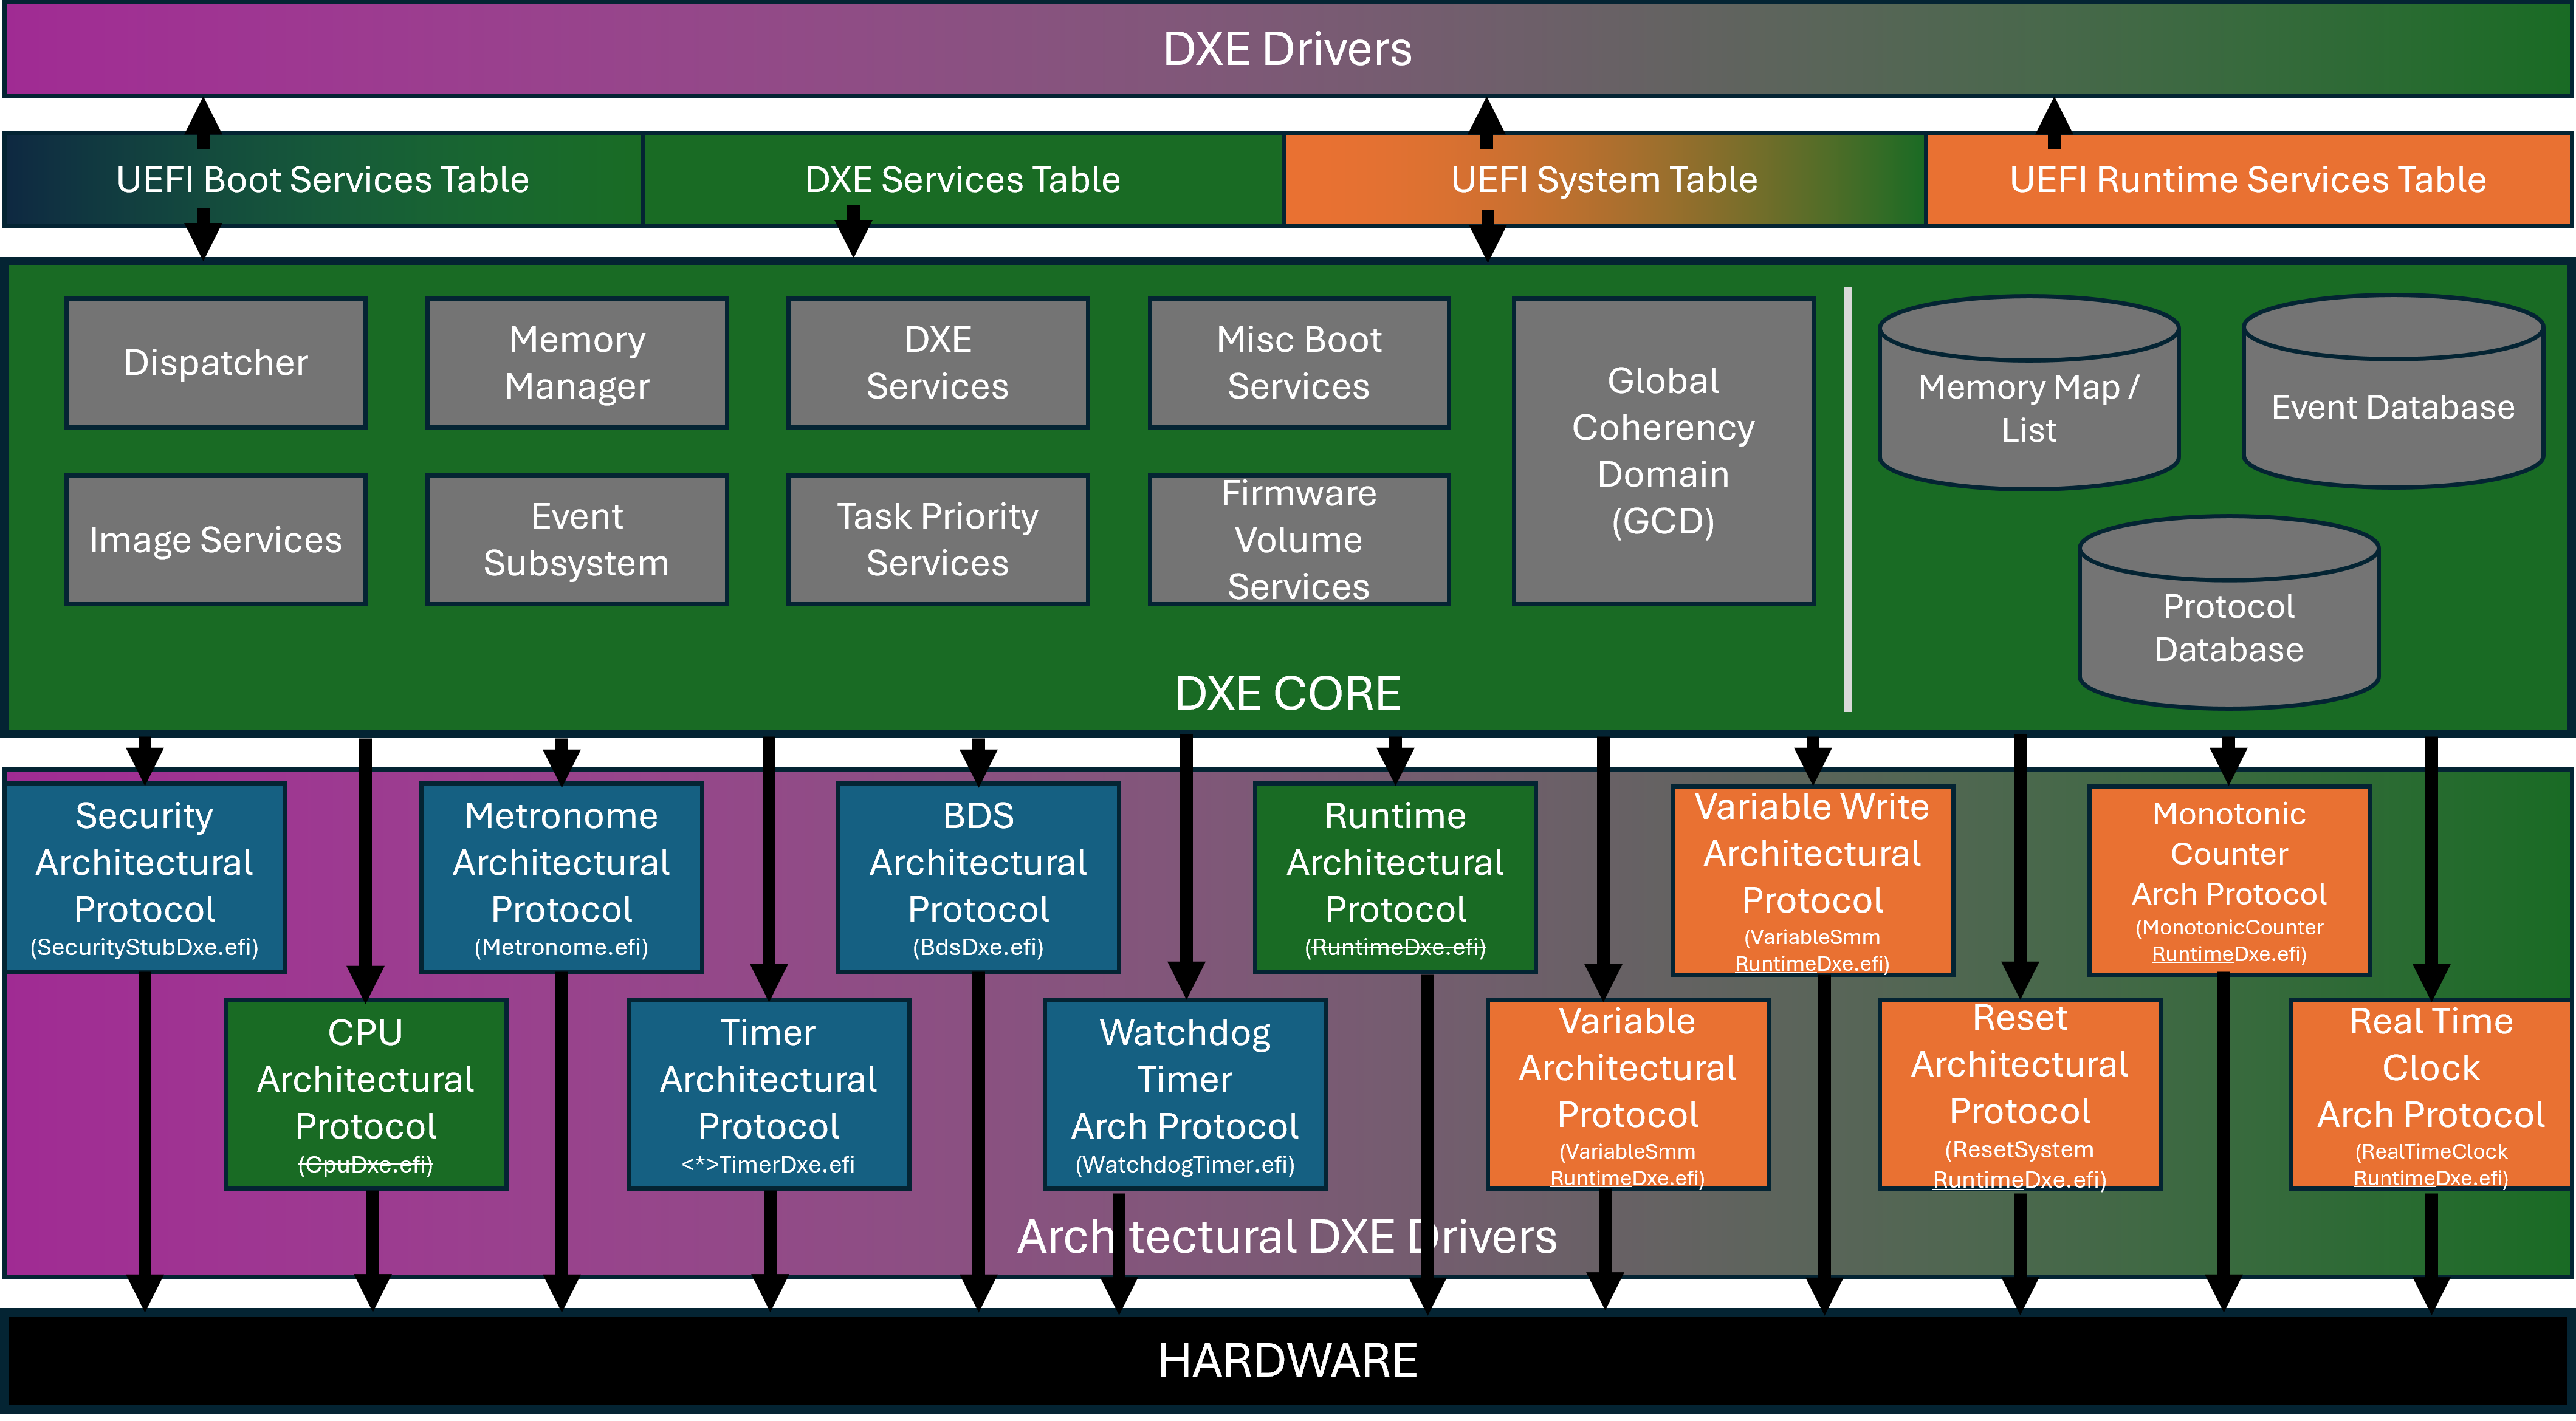 DXE Drivers
UEFI Boot Services Table
DXE Services Table
UEFI System Table
UEFI Runtime Services Table
Dispatcher
Memory
Manager
DXE
Services
Misc Boot
Services
Global
Coherency
Domain
(GCD)
Memory Map /
List
Event Database
Image Services
Event
Subsystem
Task Priority
Services
Firmware
Volume
Services
Protocol
Database
DXE CORE
Security
Architectural
Protocol
(SecurityStubDxe.efi)
Metronome
Architectural
Protocol
(Metronome.efi)
BDS
Architectural
Protocol
(BdsDxe.efi)
Runtime
Architectural
Protocol
(RuntimeDxe.efi)
Variable Write
Architectural
Protocol
(VariableSmm
RuntimeDxe.efi)
Monotonic
Counter
Arch Protocol
(MonotonicCounter
RuntimeDxe.efi)
CPU
Architectural
Protocol
(CpuDxe.efi)
Timer
Architectural
Protocol
<*>TimerDxe.efi
Watchdog
Timer
Arch Protocol
(WatchdogTimer.efi)
Variable
Architectural
Protocol
(VariableSmm
RuntimeDxe.efi)
Reset
Architectural
Protocol
(ResetSystem
RuntimeDxe.efi)
Real Time
Clock
Arch Protocol
(RealTimeClock
RuntimeDxe.efi)
Architectural DXE Drivers
HARDWARE